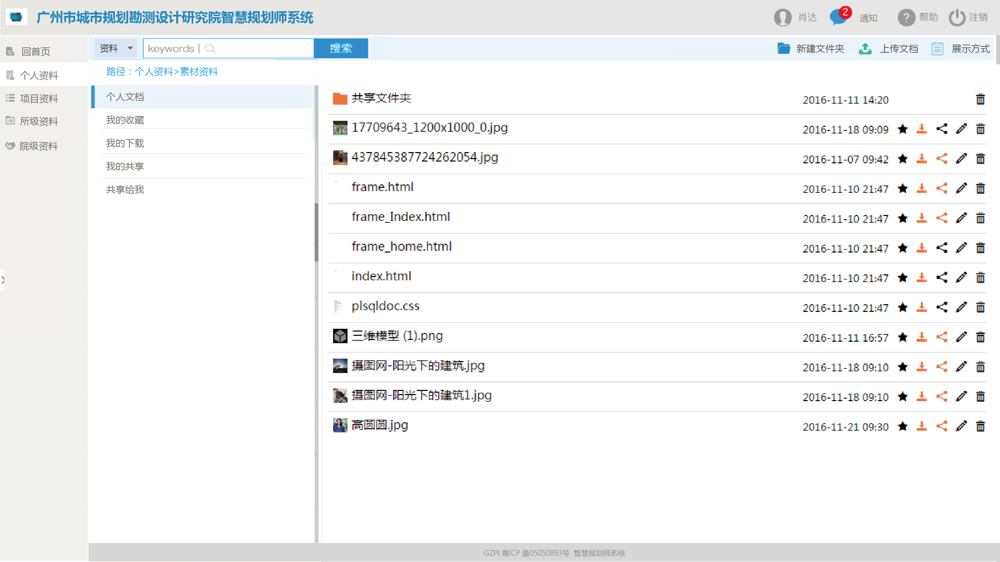 广州市城市规划勘测设计研究院智慧规划师系统
肖达
2
通知
帮助
注销
回首页
个人资料
项目资料
所级资料
院级资料
资料
keywords
搜索
新建文件夹
上传文档
展示方式
路径：个人资料>素材资料
个人文档
我的收藏
我的下载
我的共享
共享给我
共享文件夹 2016-11-11 14:20
17709643_1200x1000_0.jpg 2016-11-18 09:09
437845387724262054.jpg 2016-11-07 09:42
frame.html 2016-11-10 21:47
frame_Index.html 2016-11-10 21:47
frame_home.html 2016-11-10 21:47
index.html 2016-11-10 21:47
plsqldoc.css 2016-11-10 21:47
三维模型 (1).png 2016-11-11 16:57
摄图网-阳光下的建筑.jpg 2016-11-18 09:10
摄图网-阳光下的建筑1.jpg 2016-11-18 09:10
高圆圆.jpg 2016-11-21 09:30
GZPI 粤ICP 备05050893号 智慧规划师系统